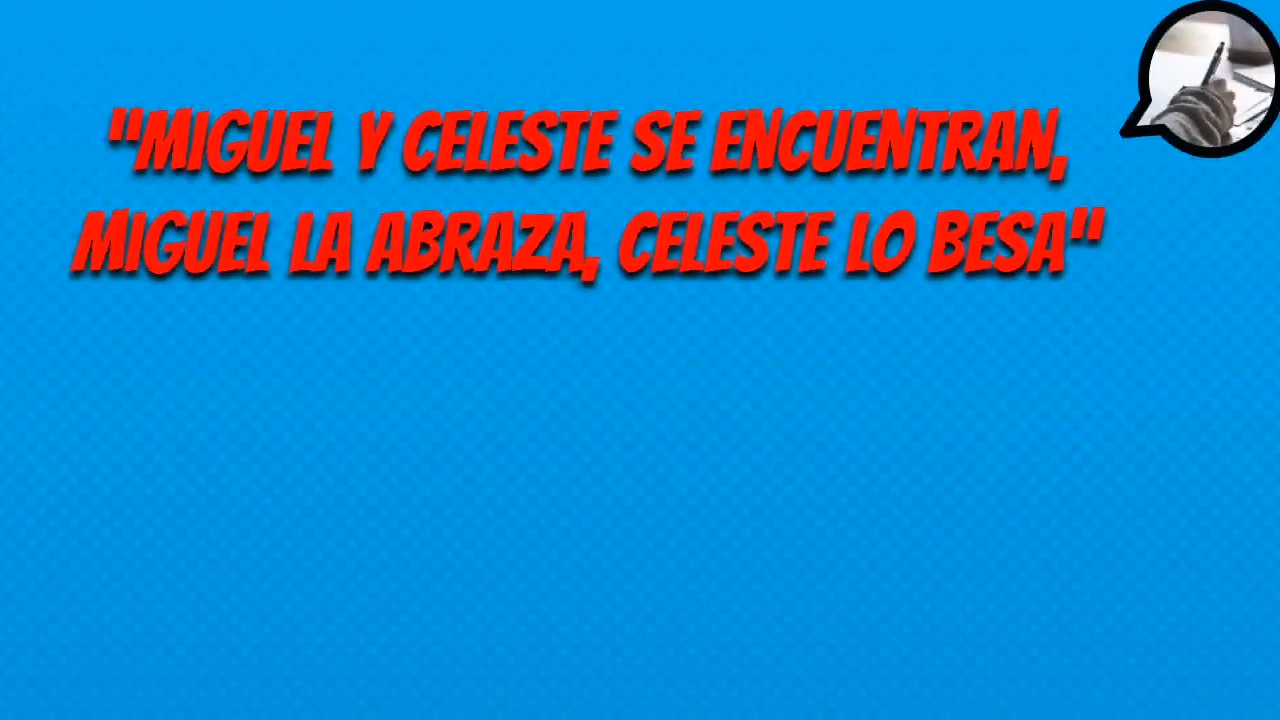 "MIGUEL Y CELESTE SE ENCUENTRAN,
MIGUEL LA ABRAZA, CELESTE LO BESA"